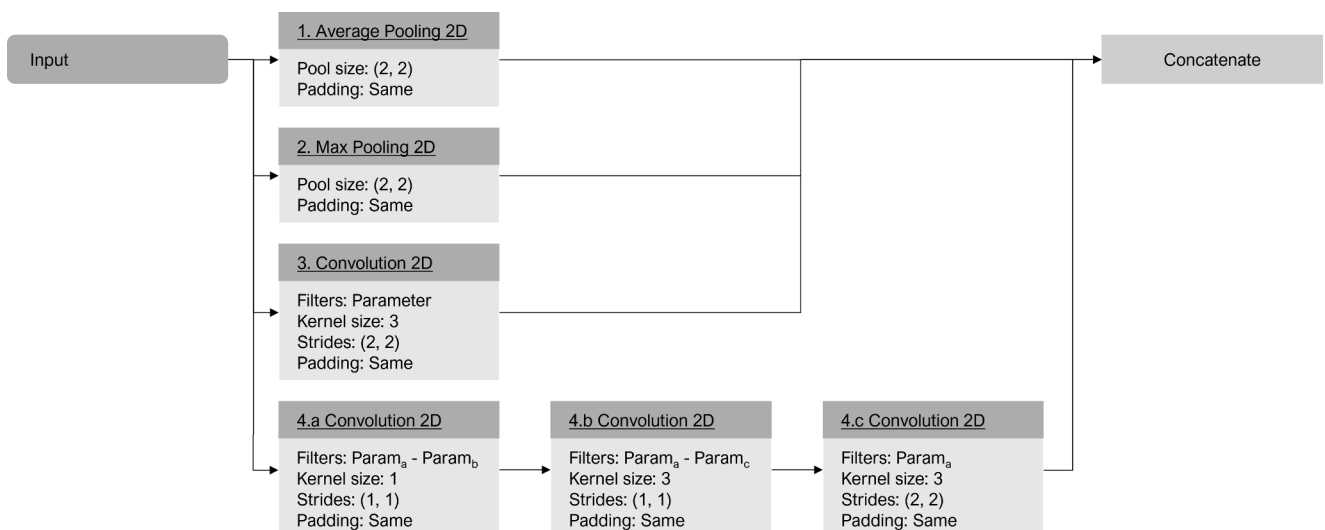 Input
1. Average Pooling 2D
Pool size: (2, 2)
Padding: Same
Concatenate
2. Max Pooling 2D
Pool size: (2, 2)
Padding: Same
3. Convolution 2D
Filters: Parameter
Kernel size: 3
Strides: (2, 2)
Padding: Same
4.a Convolution 2D
Filters: Paramₐ - Param_b
Kernel size: 1
Strides: (1, 1)
Padding: Same
4.b Convolution 2D
Filters: Paramₐ - Param_c
Kernel size: 3
Strides: (1, 1)
Padding: Same
4.c Convolution 2D
Filters: Paramₐ
Kernel size: 3
Strides: (2, 2)
Padding: Same